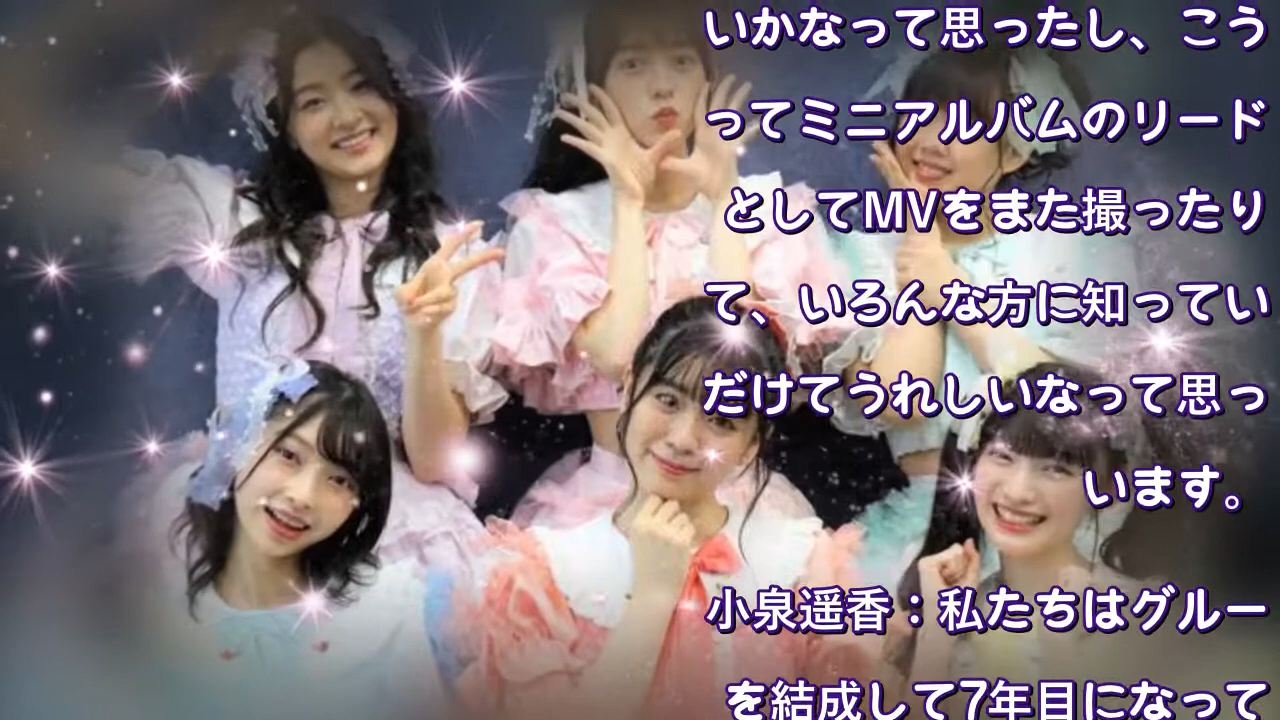 いかなって思ったし、こう
ってミニアルバムのリード
としてMVをまた撮ったり
て、いろんな方に知ってい
だけてうれしいなって思っ
います。
小泉遥香：私たちはグルー
を結成して7年目になって